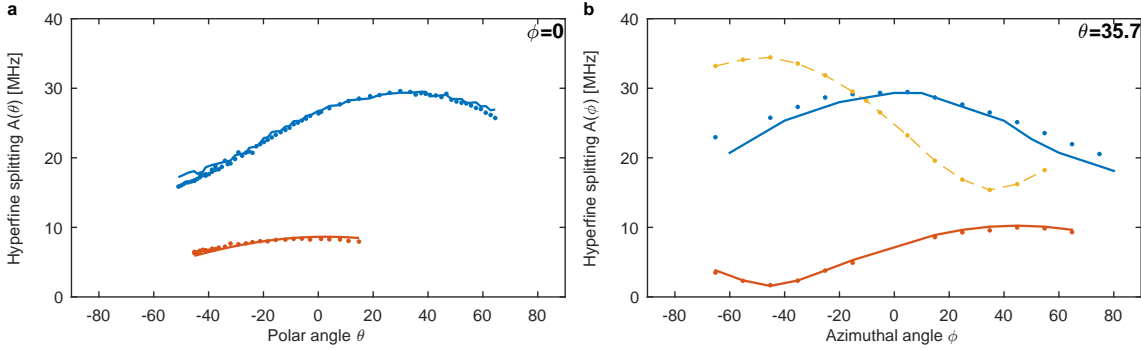 a
ϕ=0
Hyperfine splitting A(θ) [MHz]
40
30
20
10
0
-80 -60 -40 -20 0 20 40 60 80
Polar angle θ
b
θ=35.7
Hyperfine splitting A(ϕ) [MHz]
40
30
20
10
0
-80 -60 -40 -20 0 20 40 60 80
Azimuthal angle ϕ